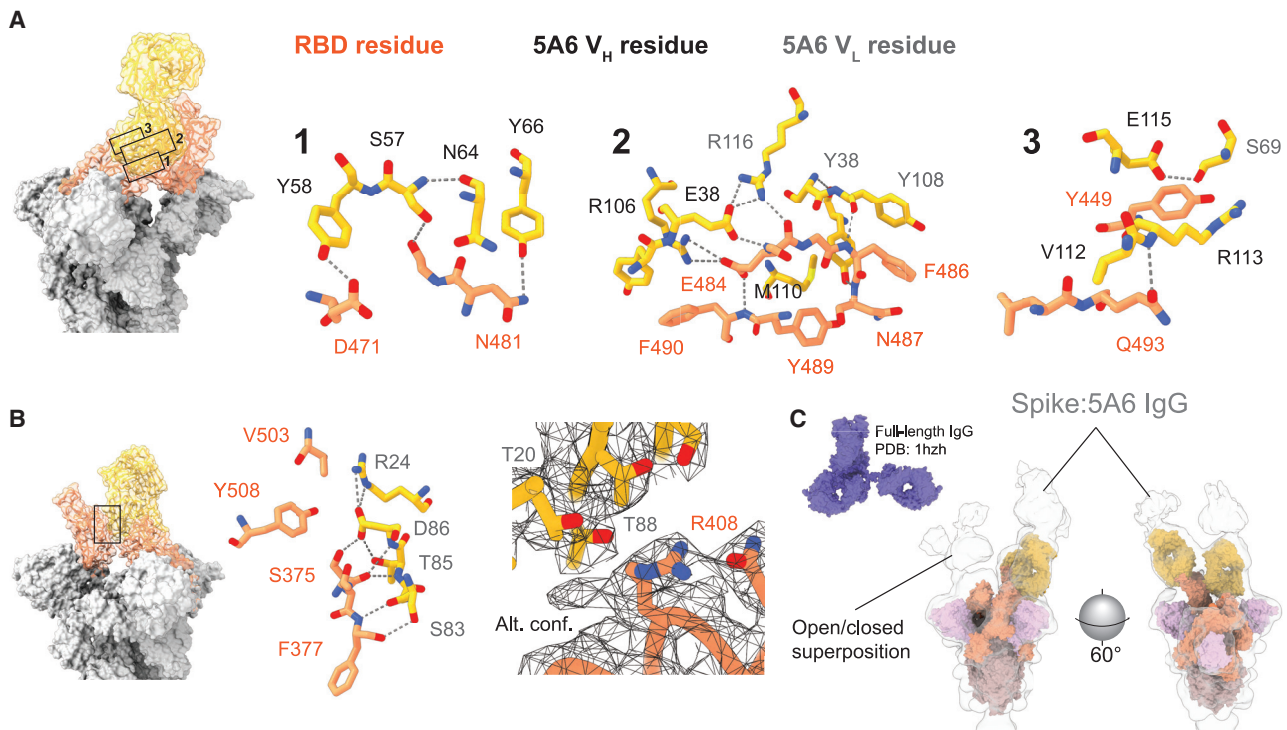 A
RBD residue
5A6 VH residue
5A6 VL residue
3
2
1
1
S57
N64
Y66
Y58
D471
N481
2
R116
Y38
E38
Y108
R106
E484
M110
F486
F490
Y489
N487
3
E115
S69
Y449
V112
R113
Q493
B
V503
R24
Y508
D86
T85
S375
S83
F377
T20
T88
R408
Alt. conf.
C
Spike:5A6 IgG
Full-length IgG
PDB: 1hzh
Open/closed
superposition
60°